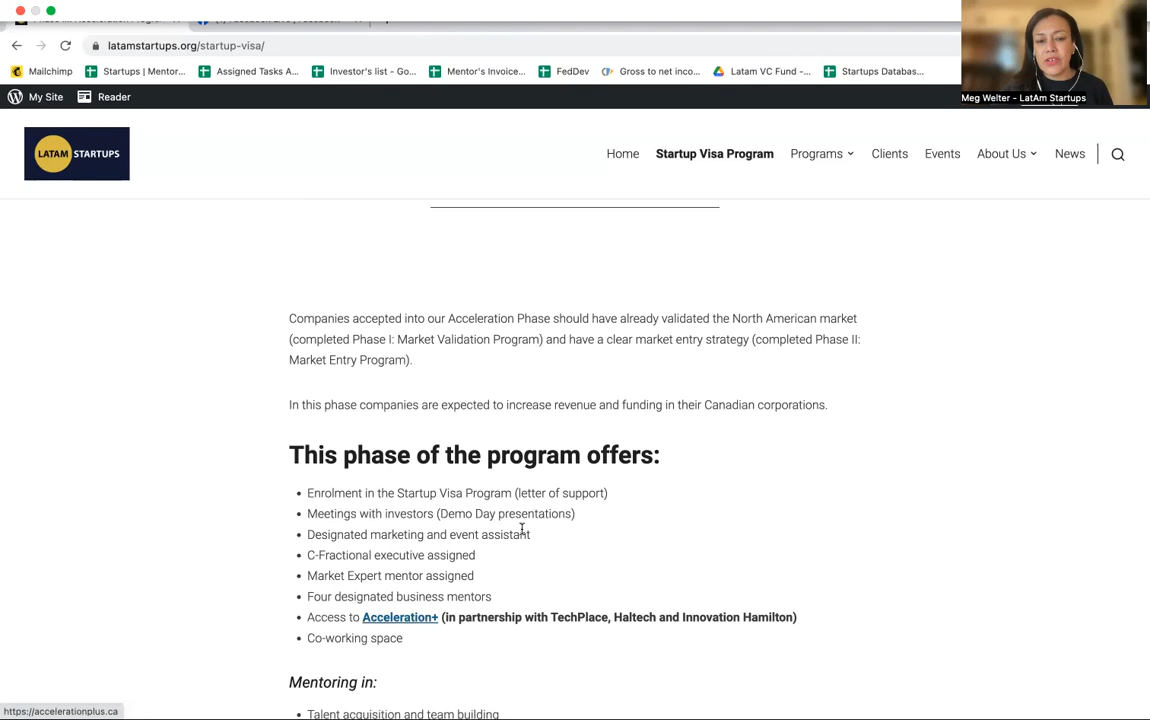 latamstartups.org/startup-visa/
Mailchimp
Startups | Mentor...
Assigned Tasks A...
Investor's list - Go...
Mentor's Invoice...
FedDev
Gross to net inco...
Latam VC Fund -...
Startups Databas...
Meg Welter - LatAm Startups
My Site
Reader
LATAM STARTUPS
Home
Startup Visa Program
Programs
Clients
Events
About Us
News
Companies accepted into our Acceleration Phase should have already validated the North American market
(completed Phase I: Market Validation Program) and have a clear market entry strategy (completed Phase II:
Market Entry Program).
In this phase companies are expected to increase revenue and funding in their Canadian corporations.
This phase of the program offers:
• Enrolment in the Startup Visa Program (letter of support)
• Meetings with investors (Demo Day presentations)
• Designated marketing and event assistant
• C-Fractional executive assigned
• Market Expert mentor assigned
• Four designated business mentors
• Access to Acceleration+ (in partnership with TechPlace, Haltech and Innovation Hamilton)
• Co-working space
Mentoring in:
• Talent acquisition and team building
https://accelerationplus.ca